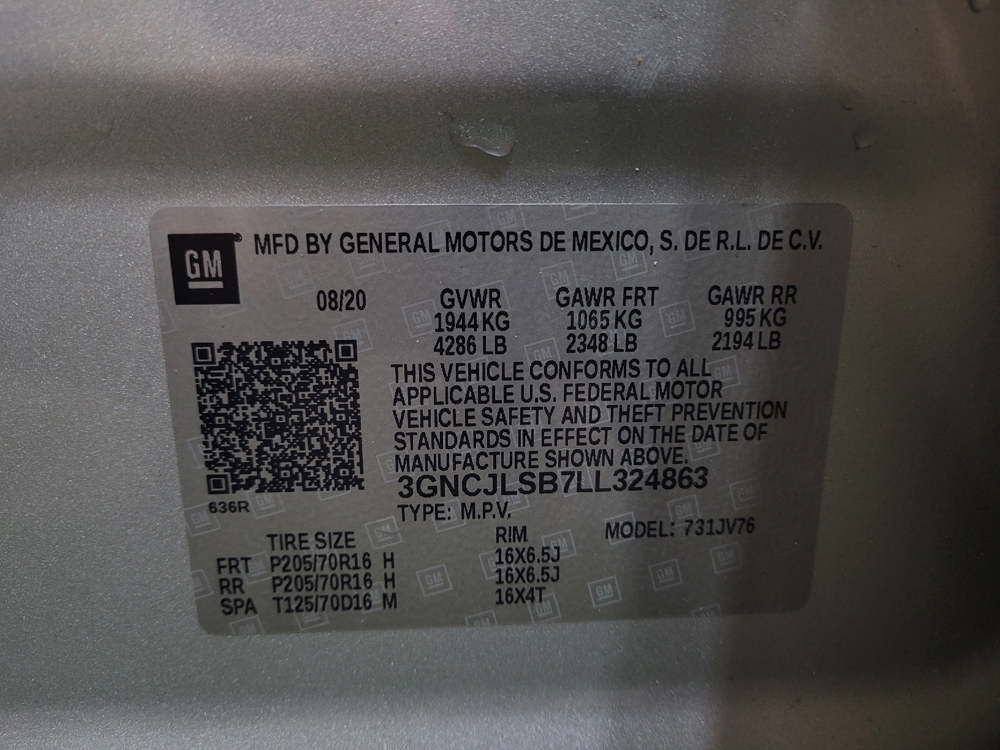 GM MFD BY GENERAL MOTORS DE MEXICO, S. DE R.L. DE C.V.
08/20 GVWR GAWR FRT GAWR RR
1944 KG 1065 KG 995 KG
4286 LB 2348 LB 2194 LB
THIS VEHICLE CONFORMS TO ALL
APPLICABLE U.S. FEDERAL MOTOR
VEHICLE SAFETY AND THEFT PREVENTION
STANDARDS IN EFFECT ON THE DATE OF
MANUFACTURE SHOWN ABOVE.
3GNCJLSB7LL324863
636R
TYPE: M.P.V. MODEL: 731JV76
TIRE SIZE RIM
FRT P205/70R16 H 16X6.5J
RR P205/70R16 H 16X6.5J
SPA T125/70D16 M 16X4T